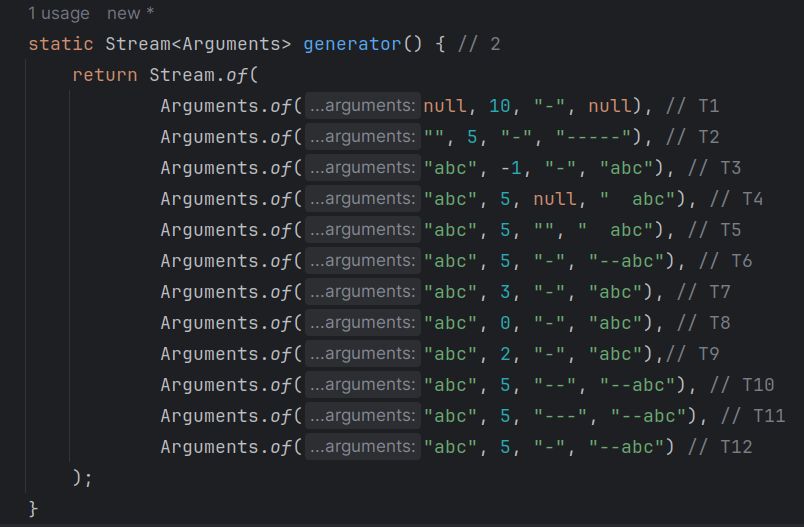 1 usage   new *
static Stream<Arguments> generator() { // 2
    return Stream.of(
            Arguments.of( ...arguments: null, 10, "-", null), // T1
            Arguments.of( ...arguments: "", 5, "-", "-----"), // T2
            Arguments.of( ...arguments: "abc", -1, "-", "abc"), // T3
            Arguments.of( ...arguments: "abc", 5, null, "  abc"), // T4
            Arguments.of( ...arguments: "abc", 5, "", "  abc"), // T5
            Arguments.of( ...arguments: "abc", 5, "-", "--abc"), // T6
            Arguments.of( ...arguments: "abc", 3, "-", "abc"), // T7
            Arguments.of( ...arguments: "abc", 0, "-", "abc"), // T8
            Arguments.of( ...arguments: "abc", 2, "-", "abc"),// T9
            Arguments.of( ...arguments: "abc", 5, "--", "--abc"), // T10
            Arguments.of( ...arguments: "abc", 5, "---", "--abc"), // T11
            Arguments.of( ...arguments: "abc", 5, "-", "--abc") // T12
    );
}